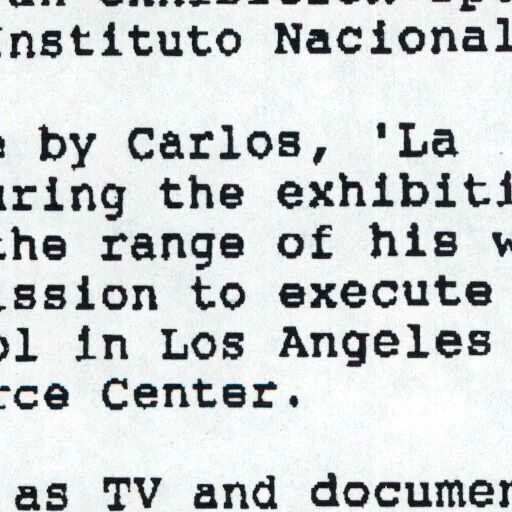 Instituto Nacional
by Carlos, 'La
uring the exhibiti
the range of his w
ission to execute
ol in Los Angeles
rce Center.
as TV and documen